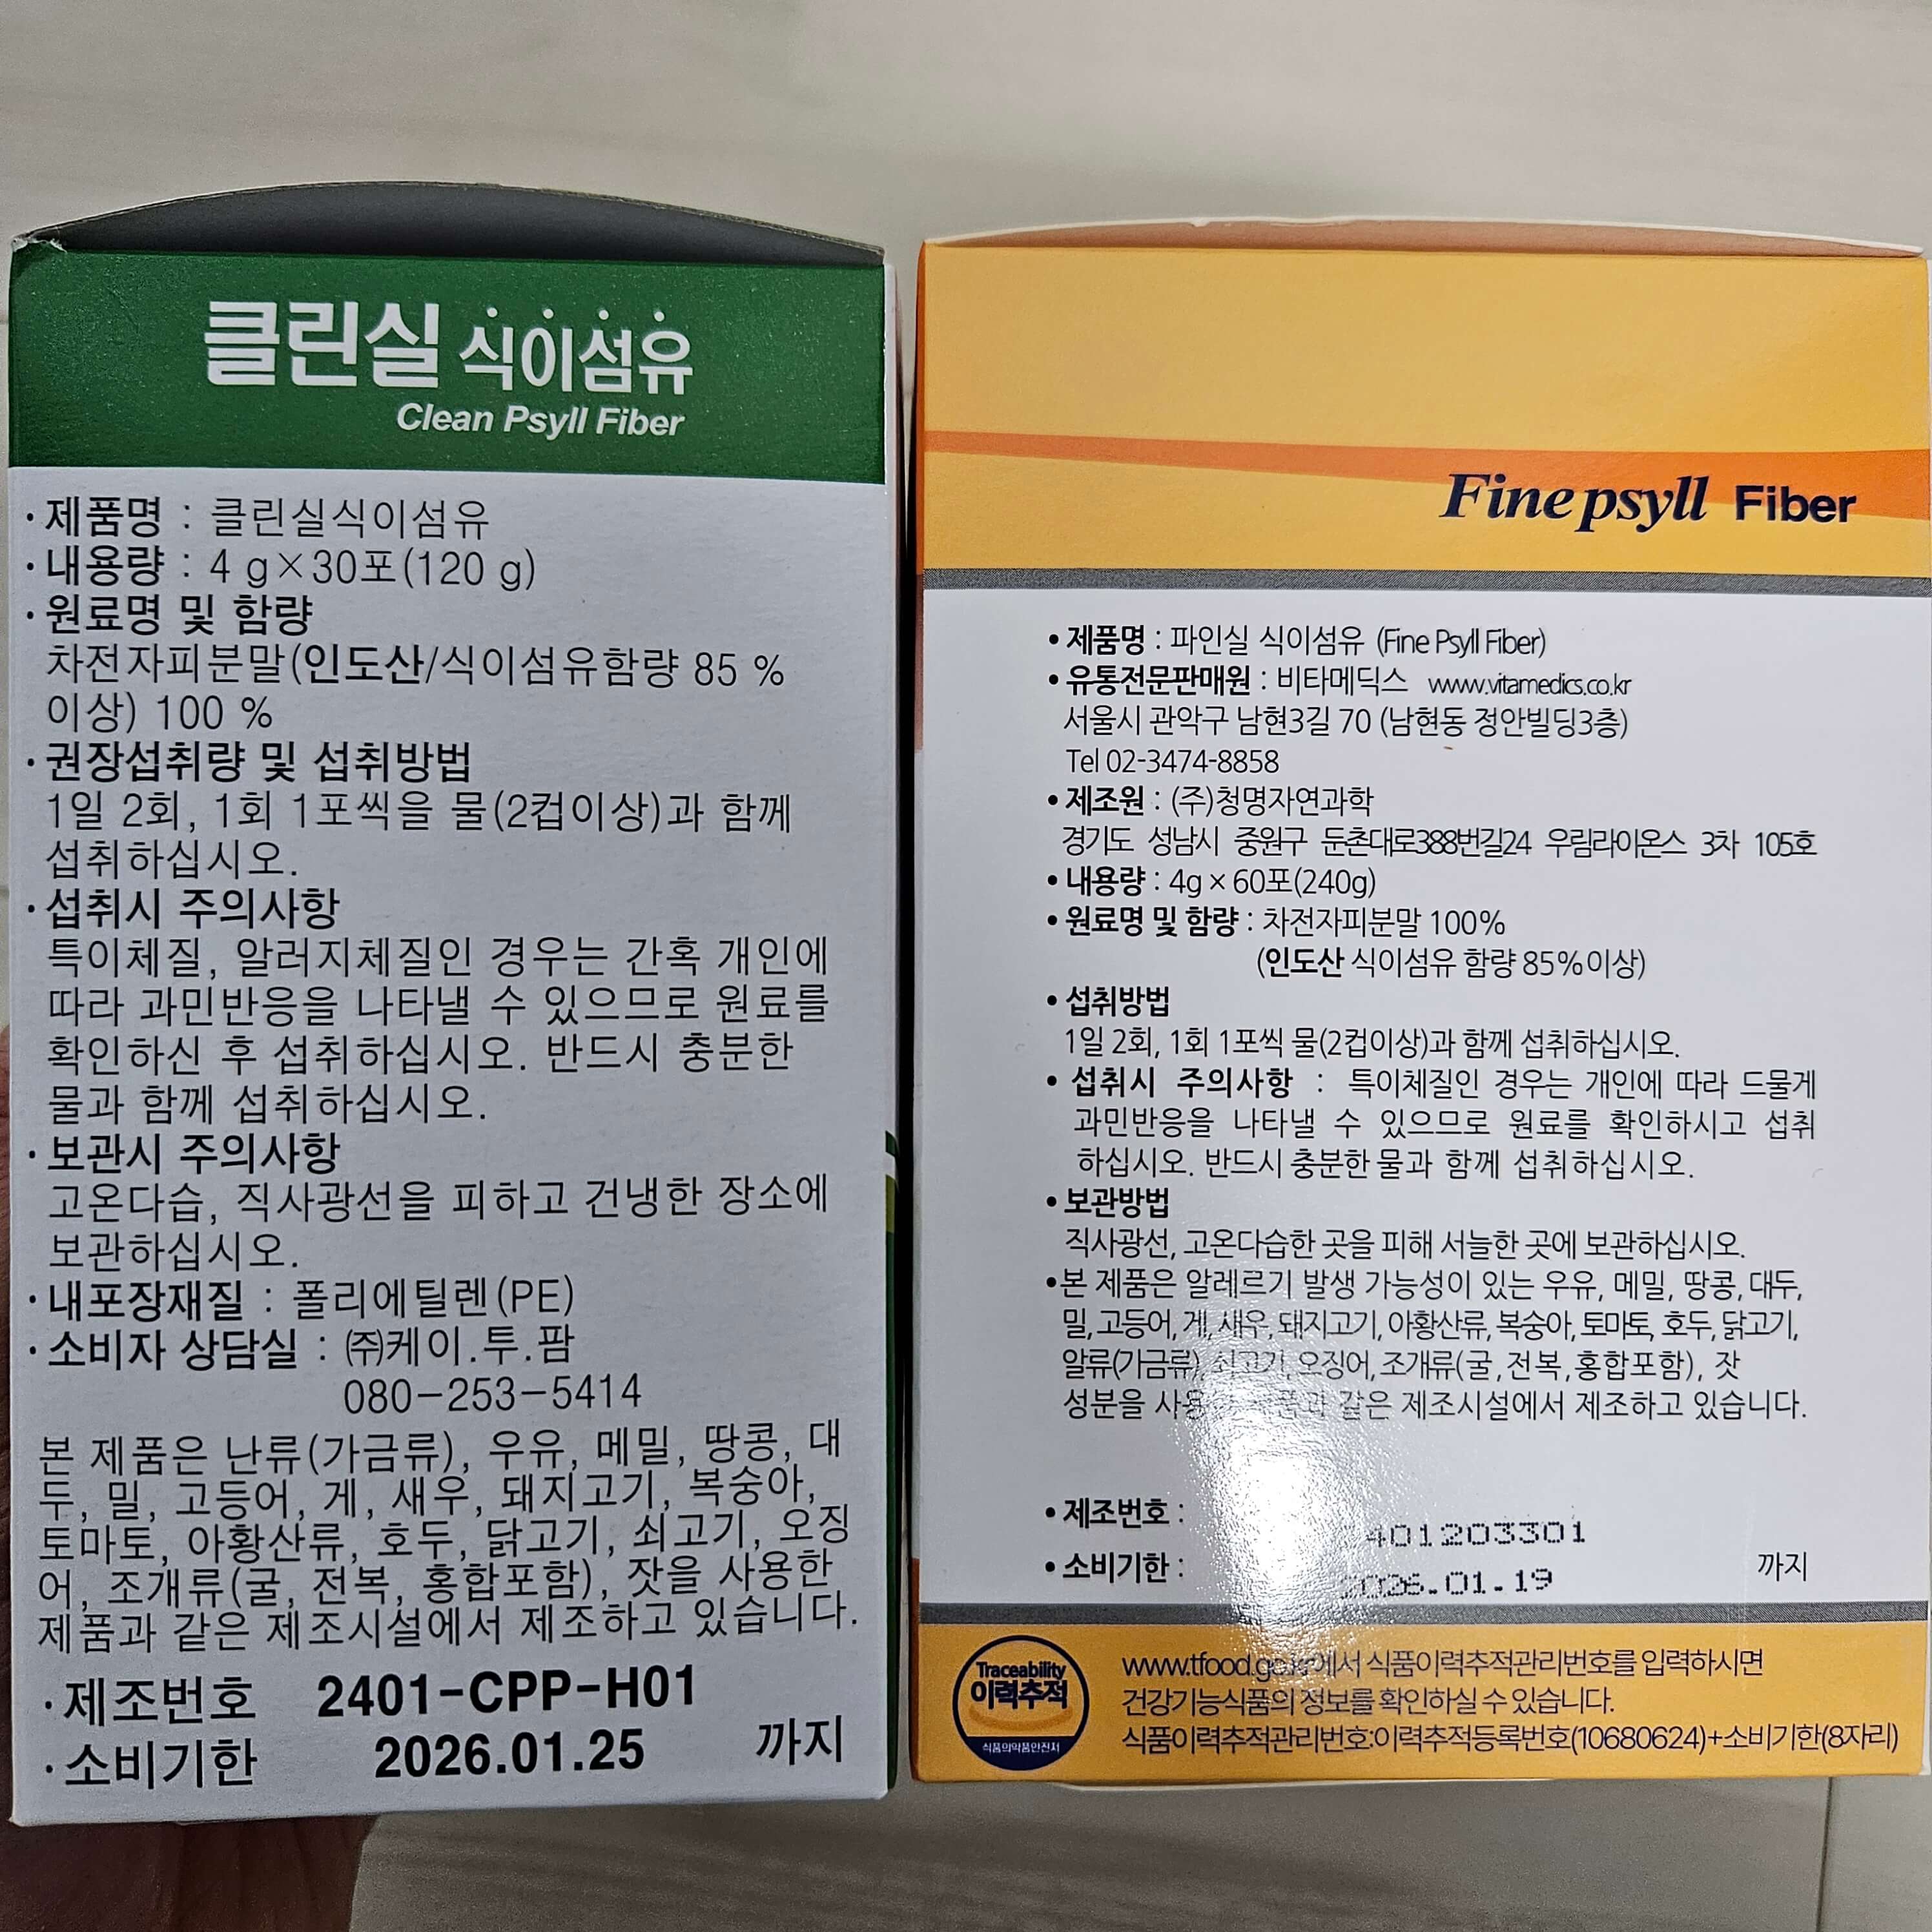 클린실 식이섬유
Clean Psyll Fiber
· 제품명 : 클린실식이섬유
· 내용량 : 4 g×30포(120 g)
· 원료명 및 함량
차전자피분말(인도산/식이섬유함량 85 %
이상) 100 %
· 권장섭취량 및 섭취방법
1일 2회, 1회 1포씩을 물(2컵이상)과 함께
섭취하십시오.
· 섭취시 주의사항
특이체질, 알러지체질인 경우는 간혹 개인에
따라 과민반응을 나타낼 수 있으므로 원료를
확인하신 후 섭취하십시오. 반드시 충분한
물과 함께 섭취하십시오.
· 보관시 주의사항
고온다습, 직사광선을 피하고 건냉한 장소에
보관하십시오.
· 내포장재질 : 폴리에틸렌(PE)
· 소비자 상담실 : ㈜케이.투.팜
080-253-5414
본 제품은 난류(가금류), 우유, 메밀, 땅콩, 대
두, 밀, 고등어, 게, 새우, 돼지고기, 복숭아,
토마토, 아황산류, 호두, 닭고기, 쇠고기, 오징
어, 조개류(굴, 전복, 홍합포함), 잣을 사용한
제품과 같은 제조시설에서 제조하고 있습니다.
· 제조번호 2401-CPP-H01
· 소비기한 2026.01.25 까지
Fine psyll Fiber
• 제품명 : 파인실 식이섬유 (Fine Psyll Fiber)
• 유통전문판매원 : 비타메딕스 www.vitamedics.co.kr
서울시 관악구 남현3길 70 (남현동 정안빌딩3층)
Tel 02-3474-8858
• 제조원 : (주)청명자연과학
경기도 성남시 중원구 둔촌대로388번길24 우림라이온스 3차 105호
• 내용량 : 4g × 60포(240g)
• 원료명 및 함량 : 차전자피분말 100%
(인도산 식이섬유 함량 85%이상)
• 섭취방법
1일 2회, 1회 1포씩 물(2컵이상)과 함께 섭취하십시오.
• 섭취시 주의사항 : 특이체질인 경우는 개인에 따라 드물게
과민반응을 나타낼 수 있으므로 원료를 확인하시고 섭취
하십시오. 반드시 충분한 물과 함께 섭취하십시오.
• 보관방법
직사광선, 고온다습한 곳을 피해 서늘한 곳에 보관하십시오.
•본 제품은 알레르기 발생 가능성이 있는 우유, 메밀, 땅콩, 대두,
밀, 고등어, 게, 새우, 돼지고기, 아황산류, 복숭아, 토마토, 호두, 닭고기,
알류(가금류), 쇠고기, 오징어, 조개류(굴, 전복, 홍합포함), 잣
성분을 같은 제조시설에서 제조하고 있습니다.
• 제조번호 : 401203301
• 소비기한 : 2026.01.19 까지
Traceability
이력추적
식품의약품안전처
www.tfood.go.kr에서 식품이력추적관리번호를 입력하시면
건강기능식품의 정보를 확인하실 수 있습니다.
식품이력추적관리번호:이력추적등록번호(10680624)+소비기한(8자리)